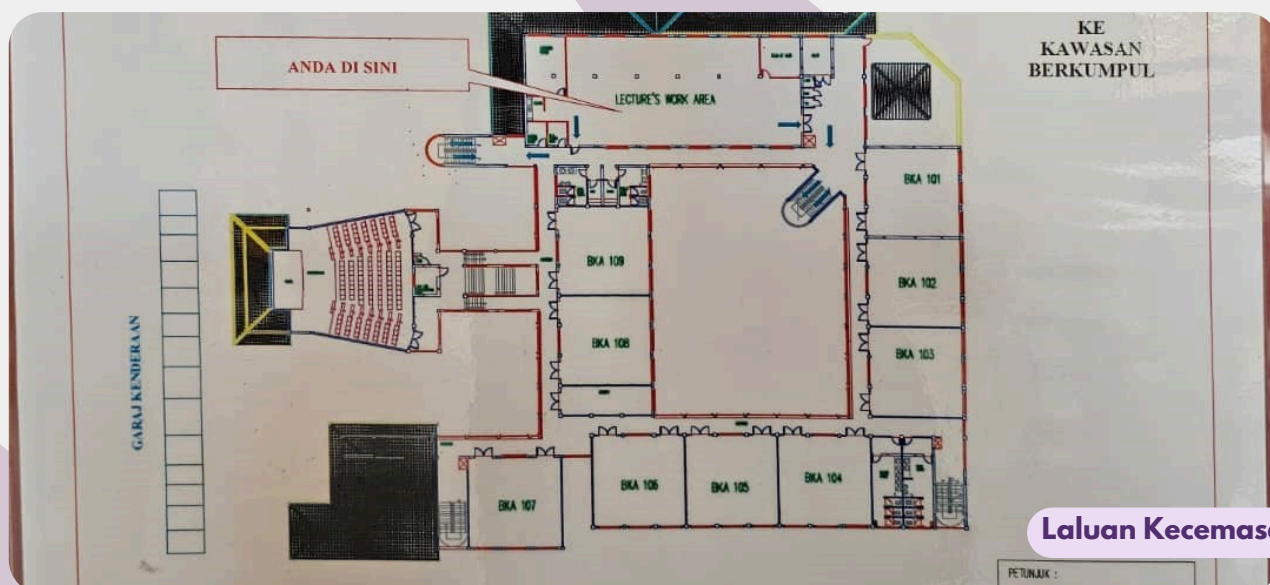 KE
KAWASAN
BERKUMPUL
ANDA DI SINI
LECTURE'S WORK AREA
BKA 101
BKA 109
BKA 102
BKA 108
BKA 103
GARAJ KENDERAAN
BKA 107
BKA 106
BKA 105
BKA 104
Laluan Kecemasa
PETUNJUK :